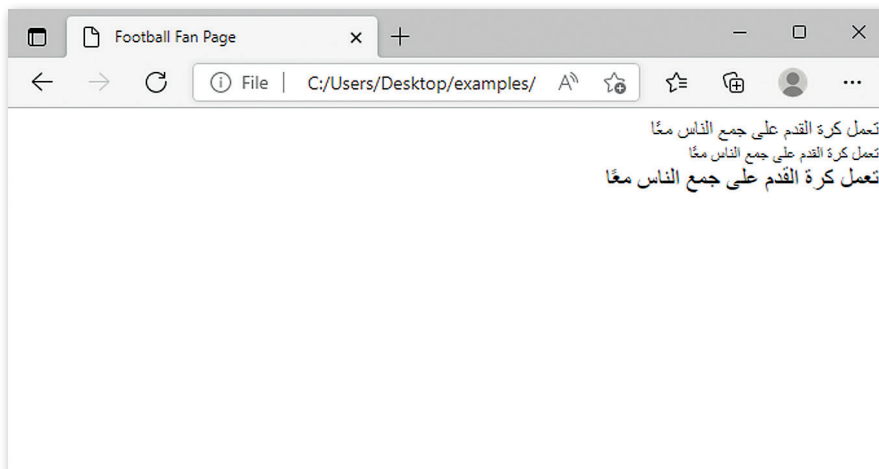 Football Fan Page
File
C:/Users/Desktop/examples/
تعمل كرة القدم على جمع الناس معًا
تعمل كرة القدم على جمع الناس معًا
تعمل كرة القدم على جمع الناس معًا